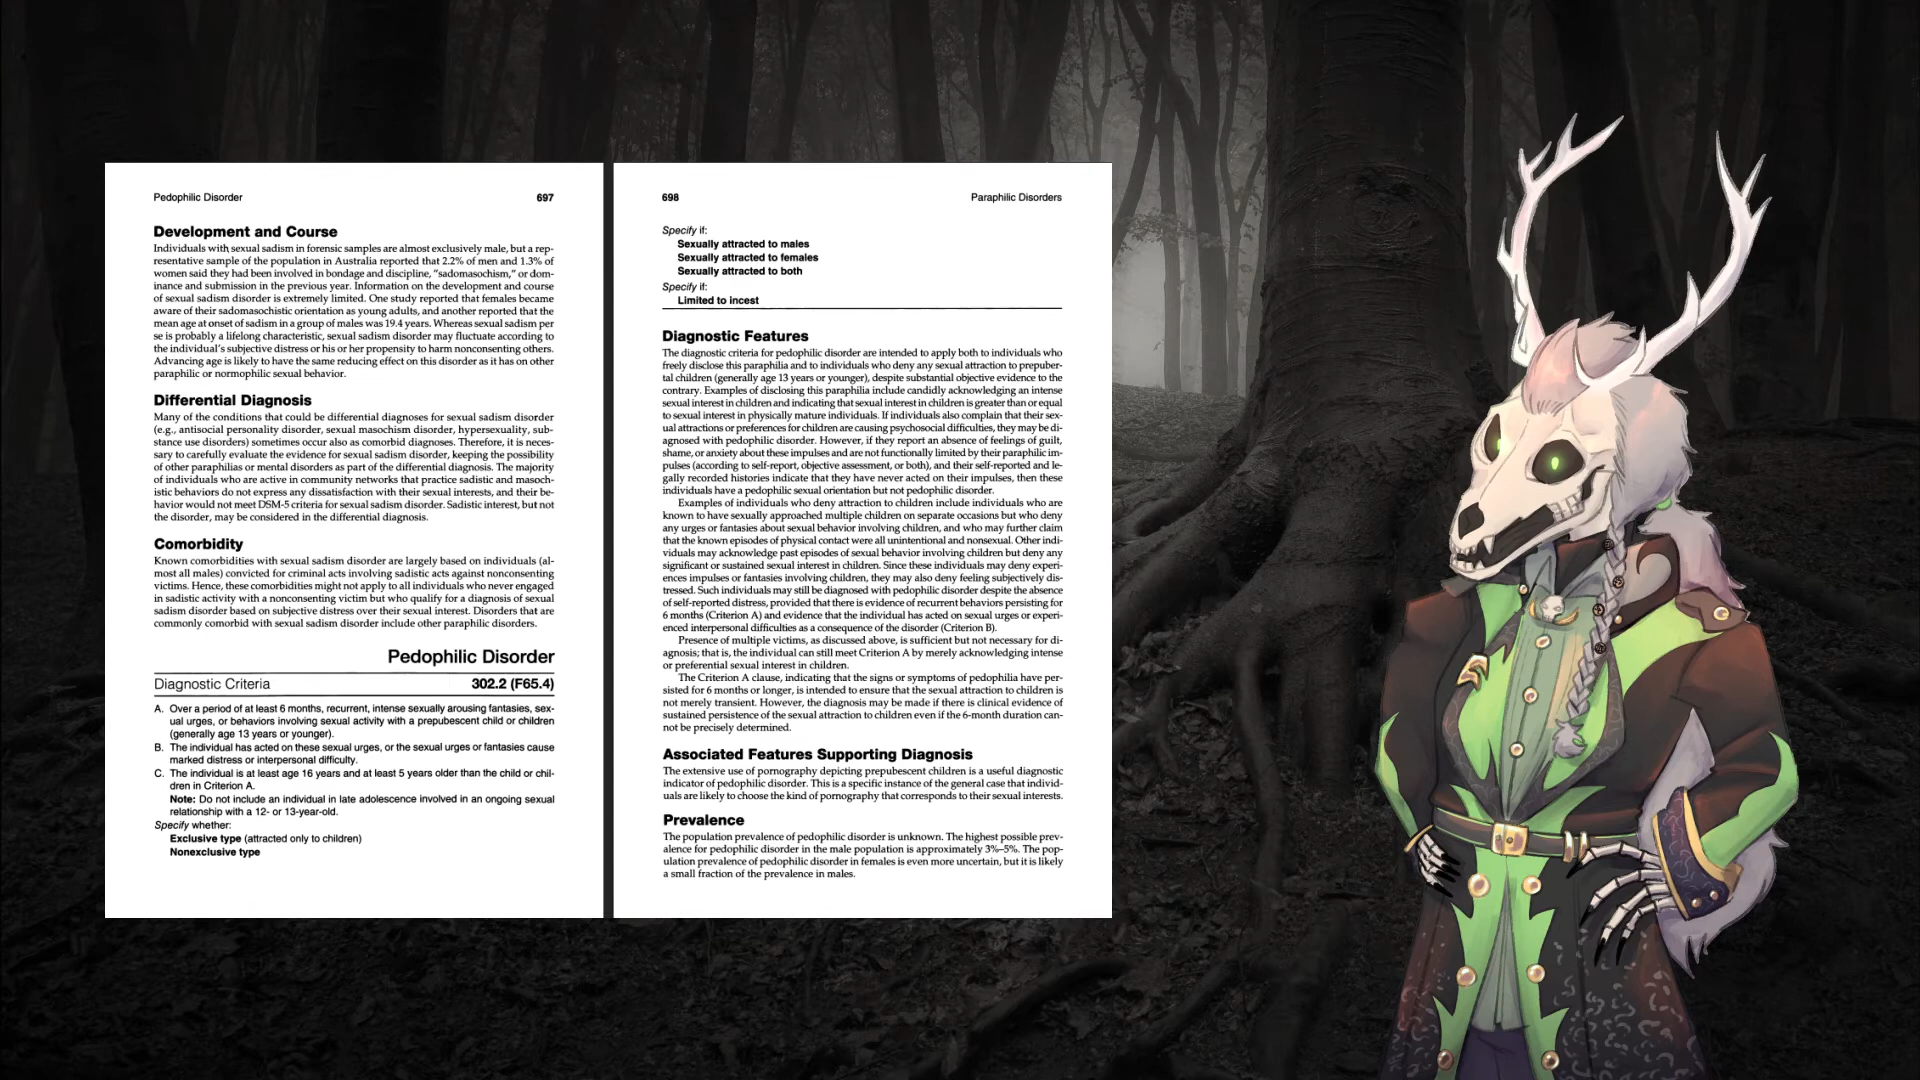 Pedophilic Disorder 697
Development and Course
Individuals with sexual sadism in forensic samples are almost exclusively male, but a rep-
resentative sample of the population in Australia reported that 2.2% of men and 1.3% of
women said they had been involved in bondage and discipline, "sadomasochism," or dom-
inance and submission in the previous year. Information on the development and course
of sexual sadism disorder is extremely limited. One study reported that females became
aware of their sadomasochistic orientation as young adults, and another reported that the
mean age at onset of sadism in a group of males was 19.4 years. Whereas sexual sadism per
se is probably a lifelong characteristic, sexual sadism disorder may fluctuate according to
the individual's subjective distress or his or her propensity to harm nonconsenting others.
Advancing age is likely to have the same reducing effect on this disorder as it has on other
paraphilic or normophilic sexual behavior.
Differential Diagnosis
Many of the conditions that could be differential diagnoses for sexual sadism disorder
(e.g., antisocial personality disorder, sexual masochism disorder, hypersexuality, sub-
stance use disorders) sometimes occur also as comorbid diagnoses. Therefore, it is neces-
sary to carefully evaluate the evidence for sexual sadism disorder, keeping the possibility
of other paraphilias or mental disorders as part of the differential diagnosis. The majority
of individuals who are active in community networks that practice sadistic and masoch-
istic behaviors do not express any dissatisfaction with their sexual interests, and their be-
havior would not meet DSM-5 criteria for sexual sadism disorder. Sadistic interest, but not
the disorder, may be considered in the differential diagnosis.
Comorbidity
Known comorbidities with sexual sadism disorder are largely based on individuals (al-
most all males) convicted for criminal acts involving sadistic acts against nonconsenting
victims. Hence, these comorbidities might not apply to all individuals who never engaged
in sadistic activity with a nonconsenting victim but who qualify for a diagnosis of sexual
sadism disorder based on subjective distress over their sexual interest. Disorders that are
commonly comorbid with sexual sadism disorder include other paraphilic disorders.
Pedophilic Disorder
Diagnostic Criteria 302.2 (F65.4)
A. Over a period of at least 6 months, recurrent, intense sexually arousing fantasies, sex-
ual urges, or behaviors involving sexual activity with a prepubescent child or children
(generally age 13 years or younger).
B. The individual has acted on these sexual urges, or the sexual urges or fantasies cause
marked distress or interpersonal difficulty.
C. The individual is at least age 16 years and at least 5 years older than the child or chil-
dren in Criterion A.
Note: Do not include an individual in late adolescence involved in an ongoing sexual
relationship with a 12- or 13-year-old.
Specify whether:
Exclusive type (attracted only to children)
Nonexclusive type
698 Paraphilic Disorders
Specify if:
Sexually attracted to males
Sexually attracted to females
Sexually attracted to both
Specify if:
Limited to incest
Diagnostic Features
The diagnostic criteria for pedophilic disorder are intended to apply both to individuals who
freely disclose this paraphilia and to individuals who deny any sexual attraction to prepuber-
tal children (generally age 13 years or younger), despite substantial objective evidence to the
contrary. Examples of disclosing this paraphilia include candidly acknowledging an intense
sexual interest in children and indicating that sexual interest in children is greater than or equal
to sexual interest in physically mature individuals. If individuals also complain that their sex-
ual attractions or preferences for children are causing psychosocial difficulties, they may be di-
agnosed with pedophilic disorder. However, if they report an absence of feelings of guilt,
shame, or anxiety about these impulses and are not functionally limited by their paraphilic im-
pulses (according to self-report, objective assessment, or both), and their self-reported and le-
gally recorded histories indicate that they have never acted on their impulses, then these
individuals have a pedophilic sexual orientation but not pedophilic disorder.
Examples of individuals who deny attraction to children include individuals who are
known to have sexually approached multiple children on separate occasions but who deny
any urges or fantasies about sexual behavior involving children, and who may further claim
that the known episodes of physical contact were all unintentional and nonsexual. Other indi-
viduals may acknowledge past episodes of sexual behavior involving children but deny any
significant or sustained sexual interest in children. Since these individuals may deny experi-
ences impulses or fantasies involving children, they may also deny feeling subjectively dis-
tressed. Such individuals may still be diagnosed with pedophilic disorder despite the absence
of self-reported distress, provided that there is evidence of recurrent behaviors persisting for
6 months (Criterion A) and evidence that the individual has acted on sexual urges or experi-
enced interpersonal difficulties as a consequence of the disorder (Criterion B).
Presence of multiple victims, as discussed above, is sufficient but not necessary for di-
agnosis; that is, the individual can still meet Criterion A by merely acknowledging intense
or preferential sexual interest in children.
The Criterion A clause, indicating that the signs or symptoms of pedophilia have per-
sisted for 6 months or longer, is intended to ensure that the sexual attraction to children is
not merely transient. However, the diagnosis may be made if there is clinical evidence of
sustained persistence of the sexual attraction to children even if the 6-month duration can-
not be precisely determined.
Associated Features Supporting Diagnosis
The extensive use of pornography depicting prepubescent children is a useful diagnostic
indicator of pedophilic disorder. This is a specific instance of the general case that individ-
uals are likely to choose the kind of pornography that corresponds to their sexual interests.
Prevalence
The population prevalence of pedophilic disorder is unknown. The highest possible prev-
alence for pedophilic disorder in the male population is approximately 3%–5%. The pop-
ulation prevalence of pedophilic disorder in females is even more uncertain, but it is likely
a small fraction of the prevalence in males.